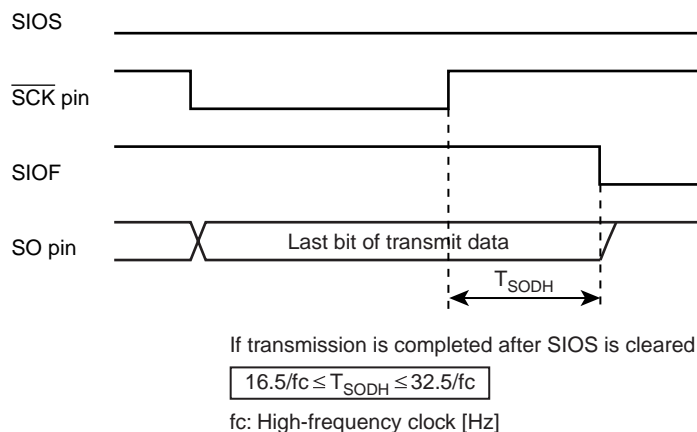 SIOS
SCK pin
SIOF
SO pin
Last bit of transmit data
TSODH
If transmission is completed after SIOS is cleared
16.5/fc ≤ TSODH ≤ 32.5/fc
fc: High-frequency clock [Hz]